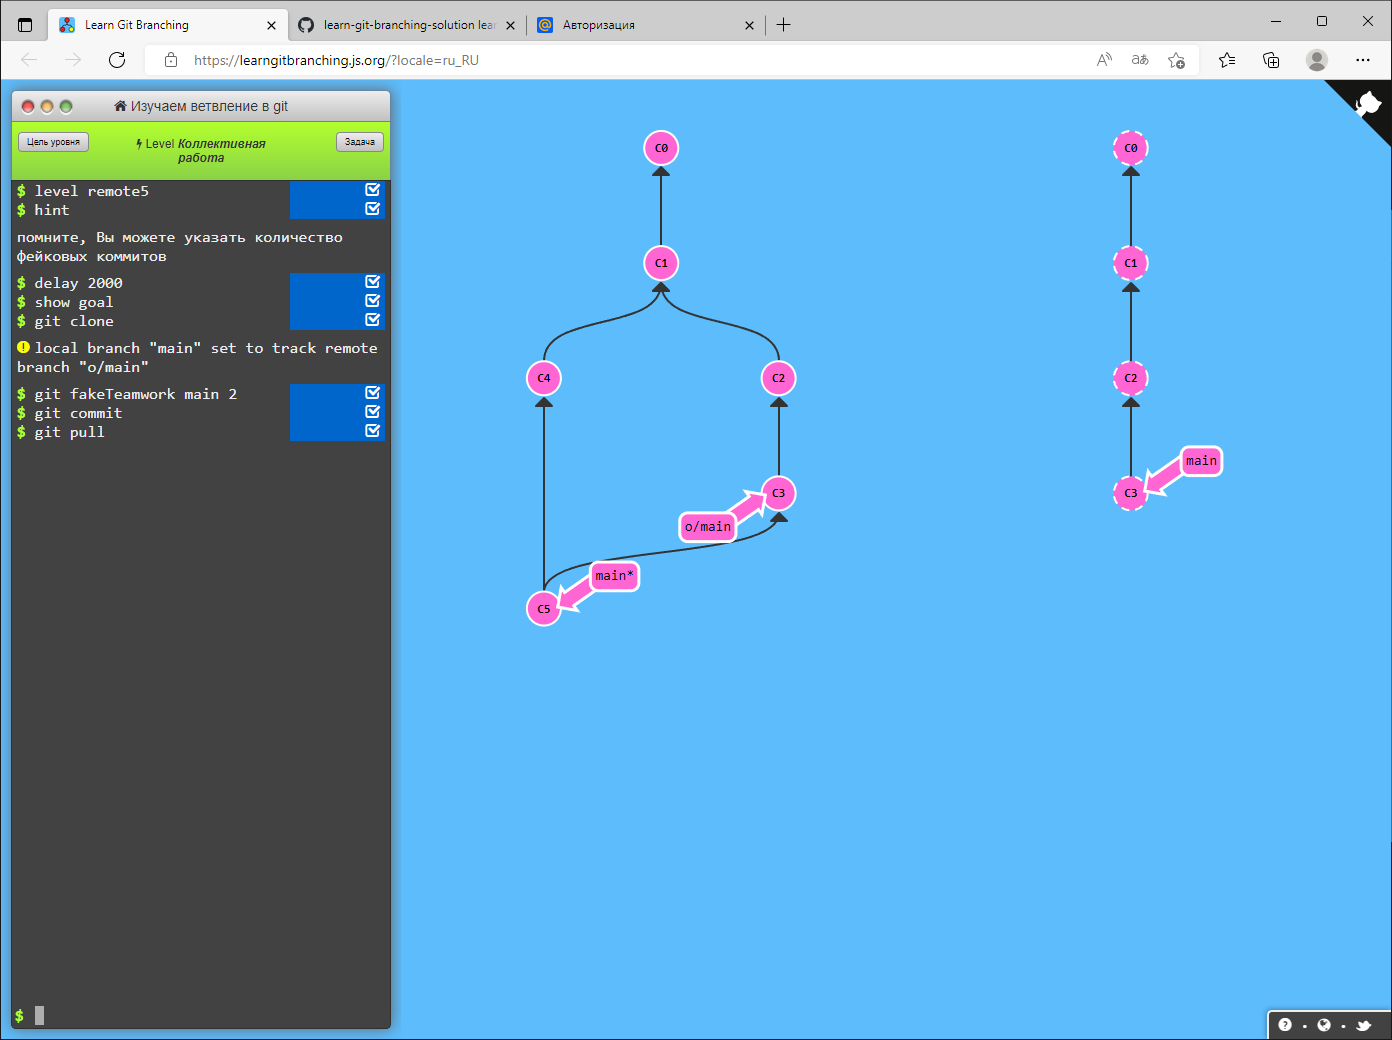 Learn Git Branching
learn-git-branching-solution lea
Авторизация
https://learngitbranching.js.org/?locale=ru_RU
Изучаем ветвление в git
Цель уровня
Level Коллективная
работа
Задача
$ level remote5
$ hint
помните, Вы можете указать количество
фейковых коммитов
$ delay 2000
$ show goal
$ git clone
local branch "main" set to track remote
branch "o/main"
$ git fakeTeamwork main 2
$ git commit
$ git pull
$
C0
C1
C4
C2
C3
o/main
main*
C5
C0
C1
C2
main
C3